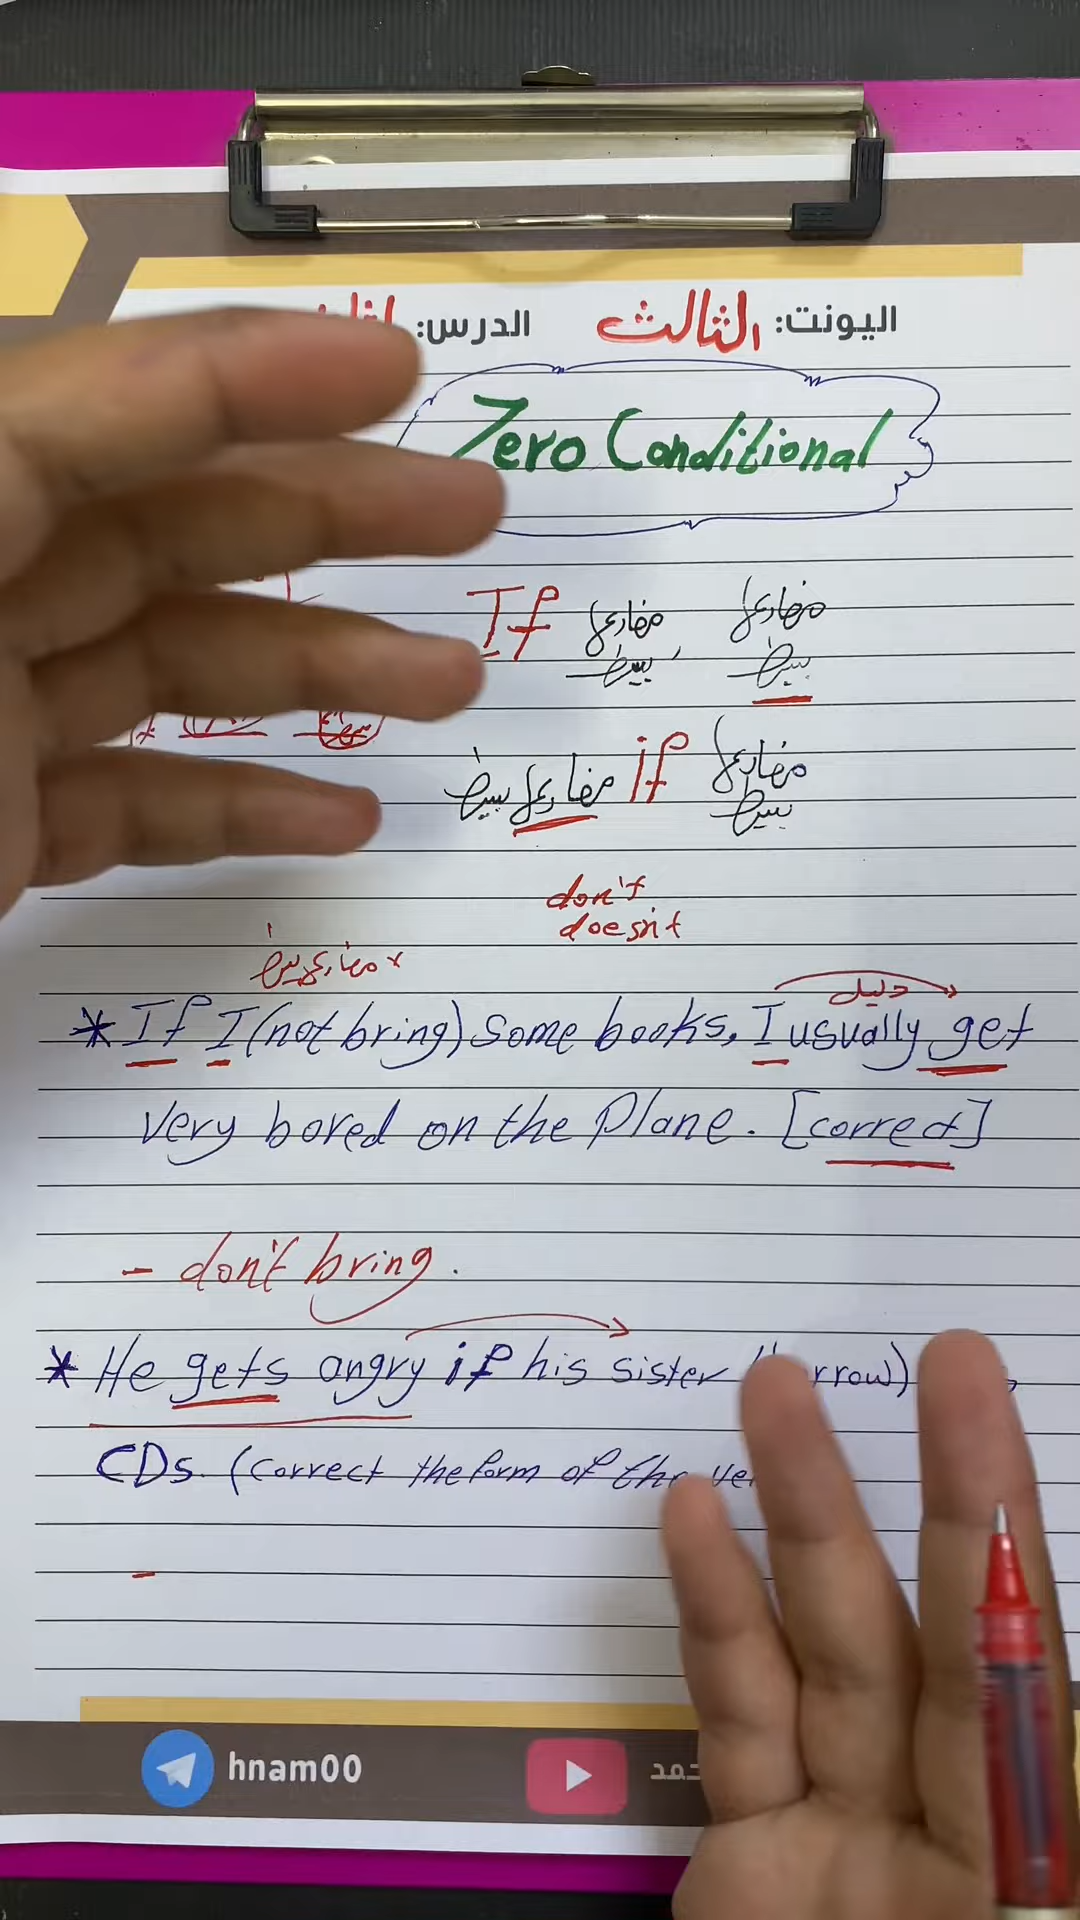 اليونت: الثالث الدرس:
Zero Conditional
If مضارع بسيط, مضارع بسيط
مضارع بسيط if مضارع بسيط
don't
doesn't
مضارع بسيط x
دليل
* If I (not bring) some books, I usually get
very bored on the Plane. [correct]
- don't bring.
* He gets angry if his sister
CDs. (correct the form of the
hnam00